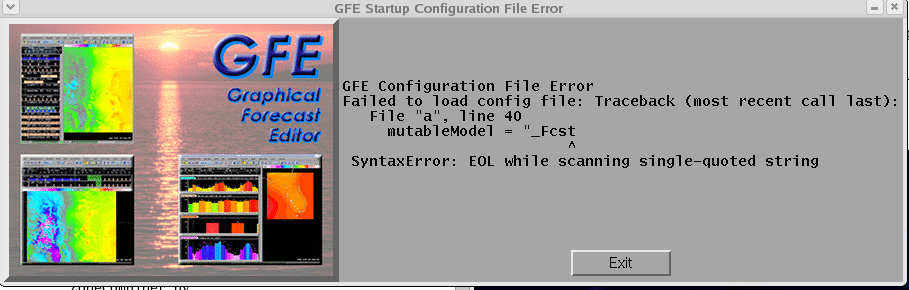 GFE Startup Configuration File Error
GFE
Graphical
Forecast
Editor
GFE Configuration File Error
Failed to load config file: Traceback (most recent call last):
File "a", line 40
mutableModel = "_Fcst
^
SyntaxError: EOL while scanning single-quoted string
Exit